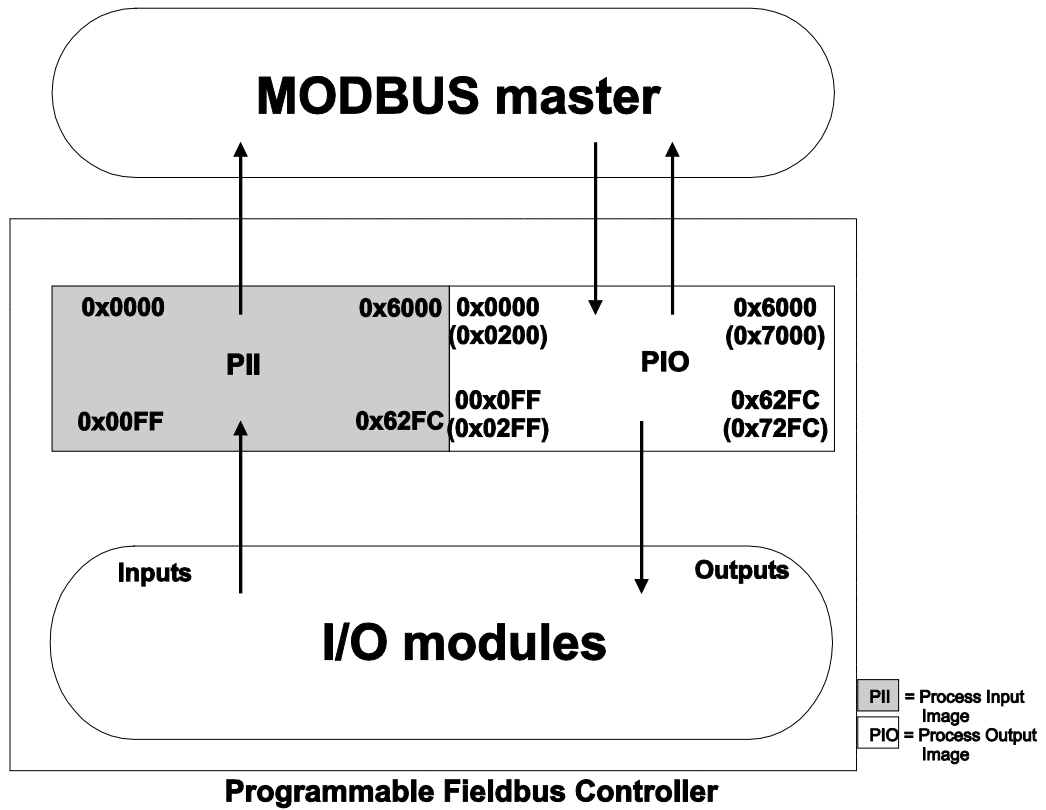 MODBUS master
0x0000
0x6000
PII
0x00FF
0x62FC
0x0000
(0x0200)
0x6000
(0x7000)
PIO
00x0FF
(0x02FF)
0x62FC
(0x72FC)
Inputs
Outputs
I/O modules
PII = Process Input
Image
PIO = Process Output
Image
Programmable Fieldbus Controller